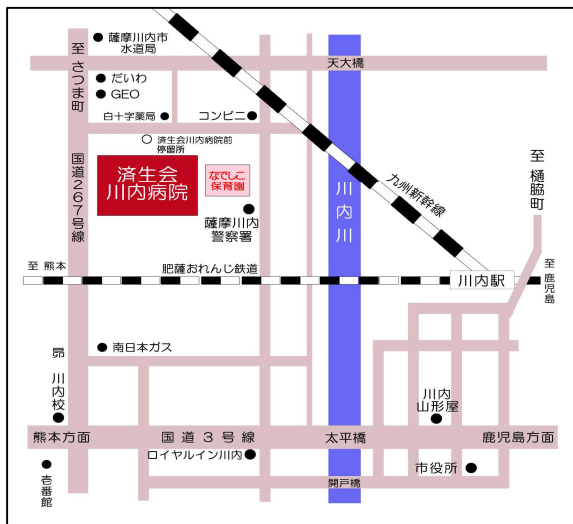 薩摩川内市
水道局
至 さつま町
天大橋
だいわ
GEO
白十字薬局
コンビニ
済生会川内病院前
停留所
国道267号線
済生会
川内病院
なでしこ
保育園
薩摩川内
警察署
川内川
九州新幹線
至 樋脇町
至 熊本
肥薩おれんじ鉄道
川内駅
至 鹿児島
南日本ガス
昴 川内校
川内
山形屋
熊本方面
国道3号線
太平橋
鹿児島方面
ロイヤルイン川内
市役所
壱番館
開戸橋